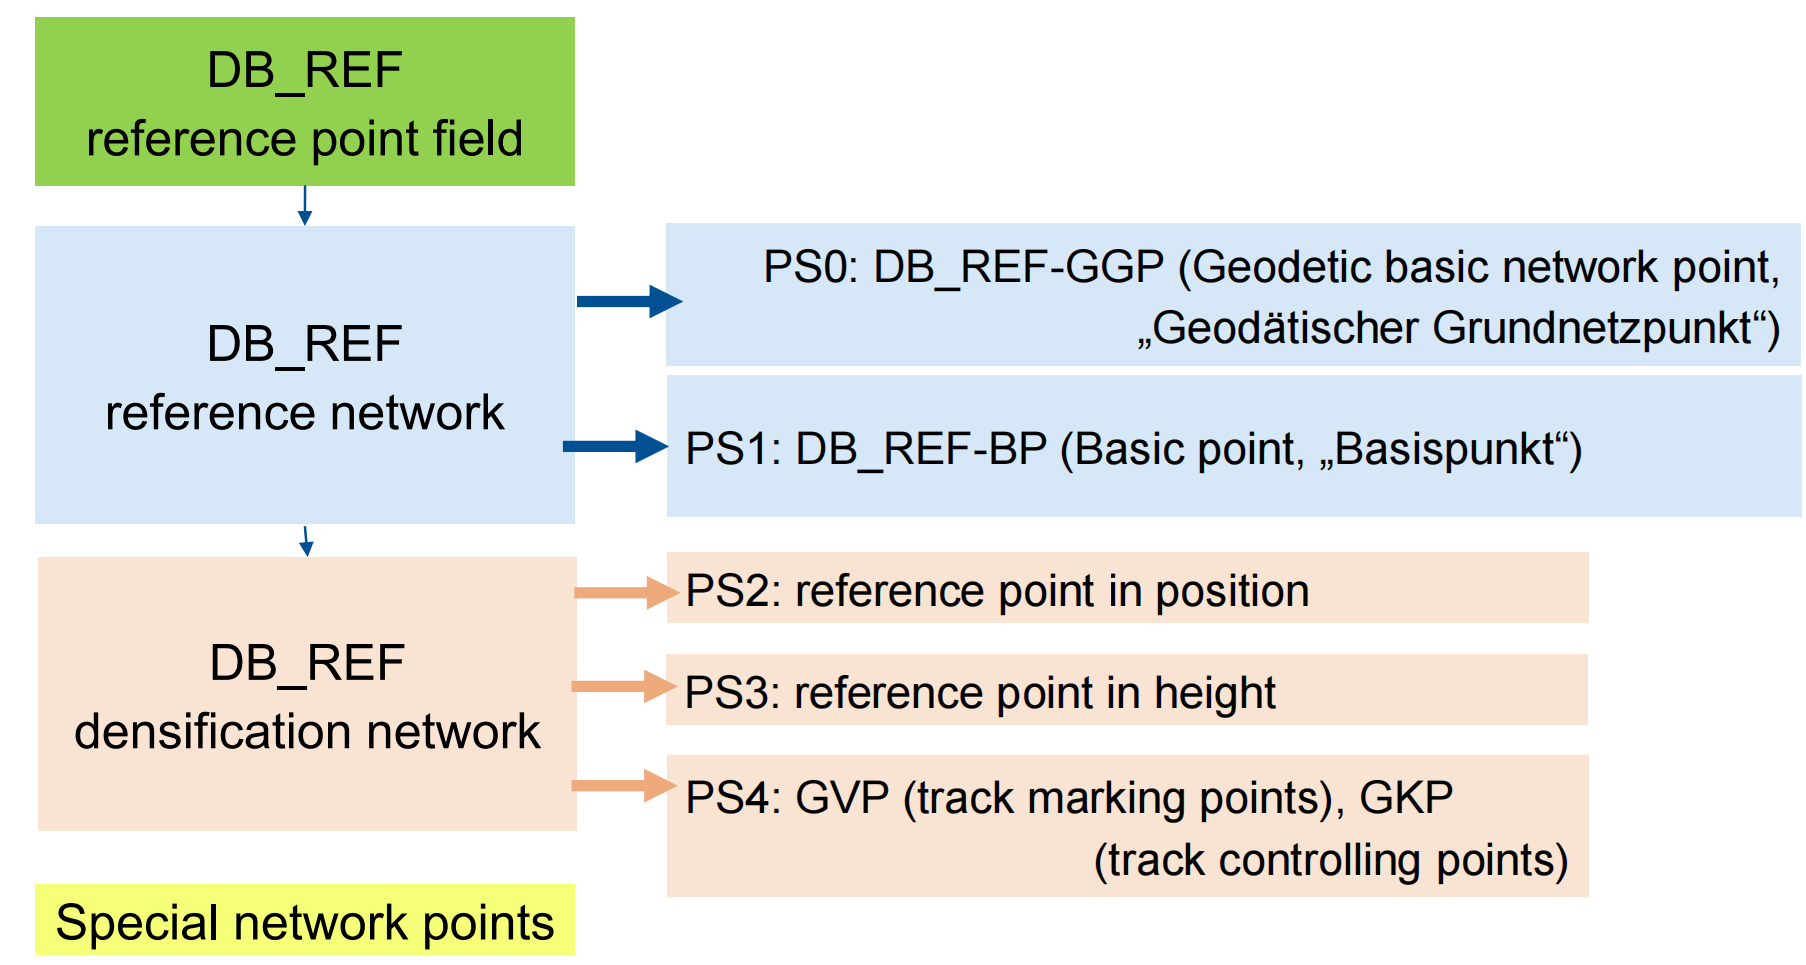 DB_REF
reference point field
DB_REF
reference network
PS0: DB_REF-GGP (Geodetic basic network point,
„Geodätischer Grundnetzpunkt“)
PS1: DB_REF-BP (Basic point, „Basispunkt“)
DB_REF
densification network
PS2: reference point in position
PS3: reference point in height
PS4: GVP (track marking points), GKP
(track controlling points)
Special network points